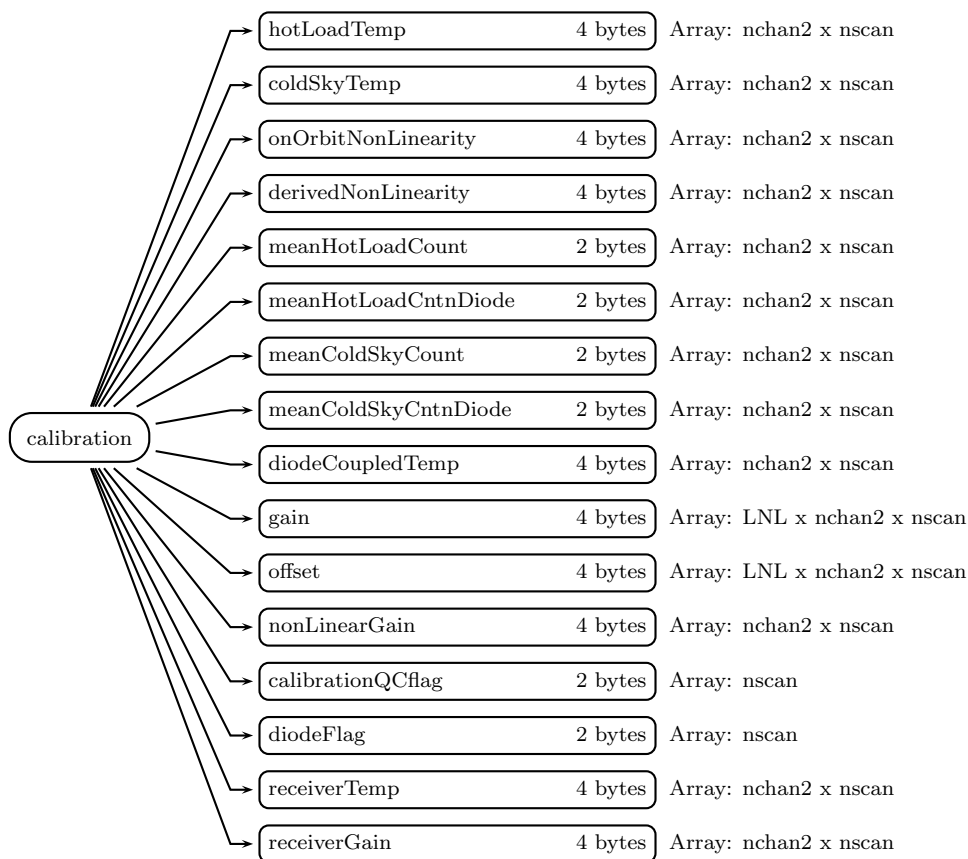 hotLoadTemp 4 bytes Array: nchan2 x nscan
coldSkyTemp 4 bytes Array: nchan2 x nscan
onOrbitNonLinearity 4 bytes Array: nchan2 x nscan
derivedNonLinearity 4 bytes Array: nchan2 x nscan
meanHotLoadCount 2 bytes Array: nchan2 x nscan
meanHotLoadCntnDiode 2 bytes Array: nchan2 x nscan
meanColdSkyCount 2 bytes Array: nchan2 x nscan
meanColdSkyCntnDiode 2 bytes Array: nchan2 x nscan
calibration
diodeCoupledTemp 4 bytes Array: nchan2 x nscan
gain 4 bytes Array: LNL x nchan2 x nscan
offset 4 bytes Array: LNL x nchan2 x nscan
nonLinearGain 4 bytes Array: nchan2 x nscan
calibrationQCflag 2 bytes Array: nscan
diodeFlag 2 bytes Array: nscan
receiverTemp 4 bytes Array: nchan2 x nscan
receiverGain 4 bytes Array: nchan2 x nscan